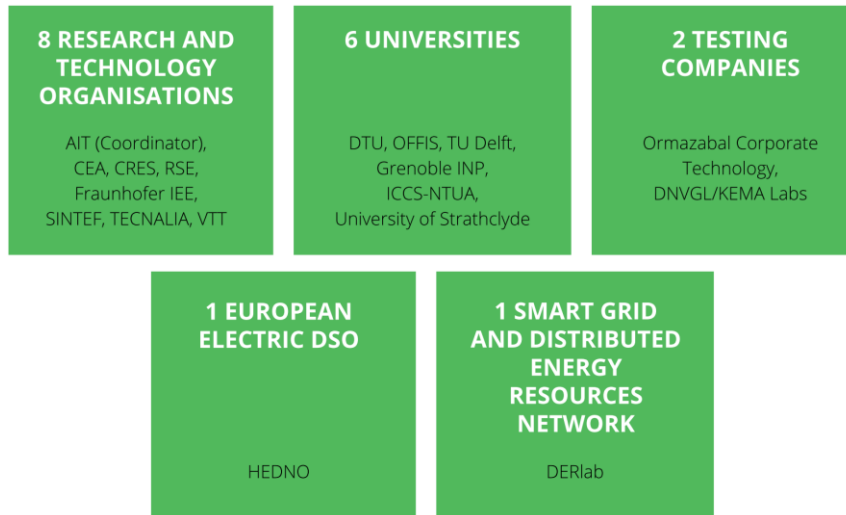 8 RESEARCH AND
TECHNOLOGY
ORGANISATIONS
AIT (Coordinator),
CEA, CRES, RSE,
Fraunhofer IEE,
SINTEF, TECNALIA, VTT
6 UNIVERSITIES
DTU, OFFIS, TU Delft,
Grenoble INP,
ICCS-NTUA,
University of Strathclyde
2 TESTING
COMPANIES
Ormazabal Corporate
Technology,
DNVGL/KEMA Labs
1 EUROPEAN
ELECTRIC DSO
HEDNO
1 SMART GRID
AND DISTRIBUTED
ENERGY
RESOURCES
NETWORK
DERlab